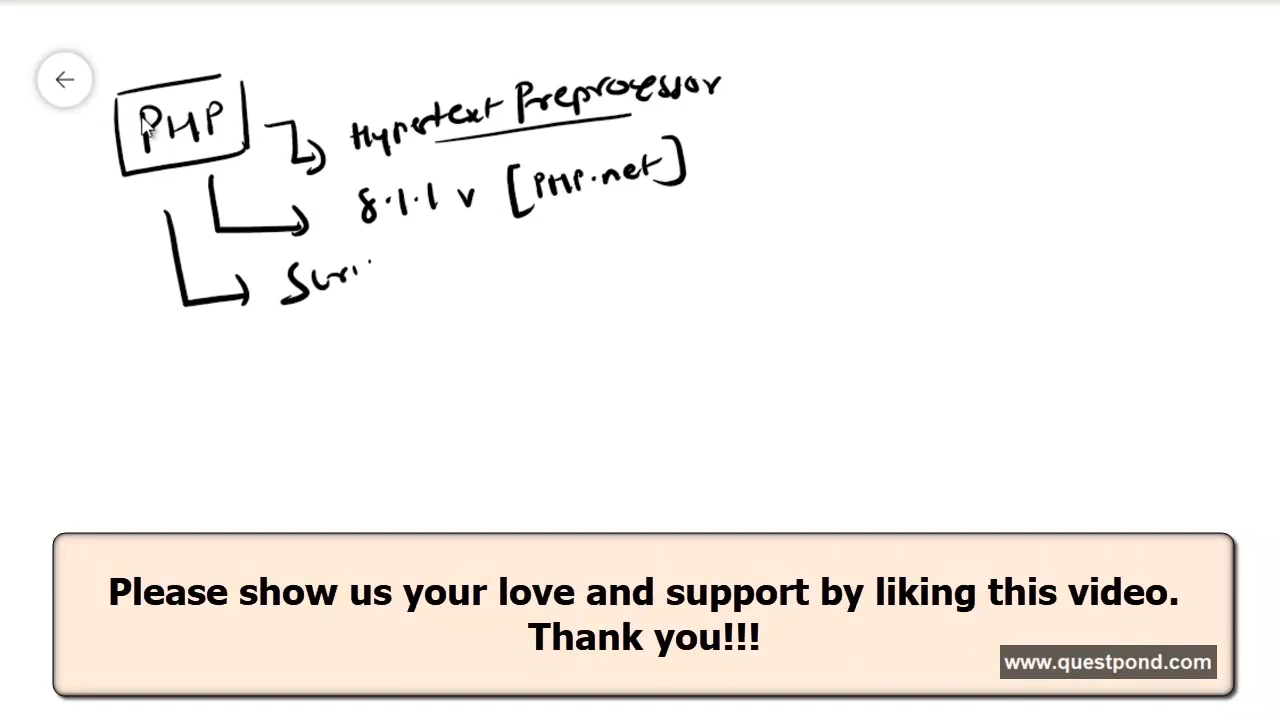 PHP
Hypertext Preprocessor
8.1.1 v [PHP.net]
Scri
Please show us your love and support by liking this video.
Thank you!!!
www.questpond.com